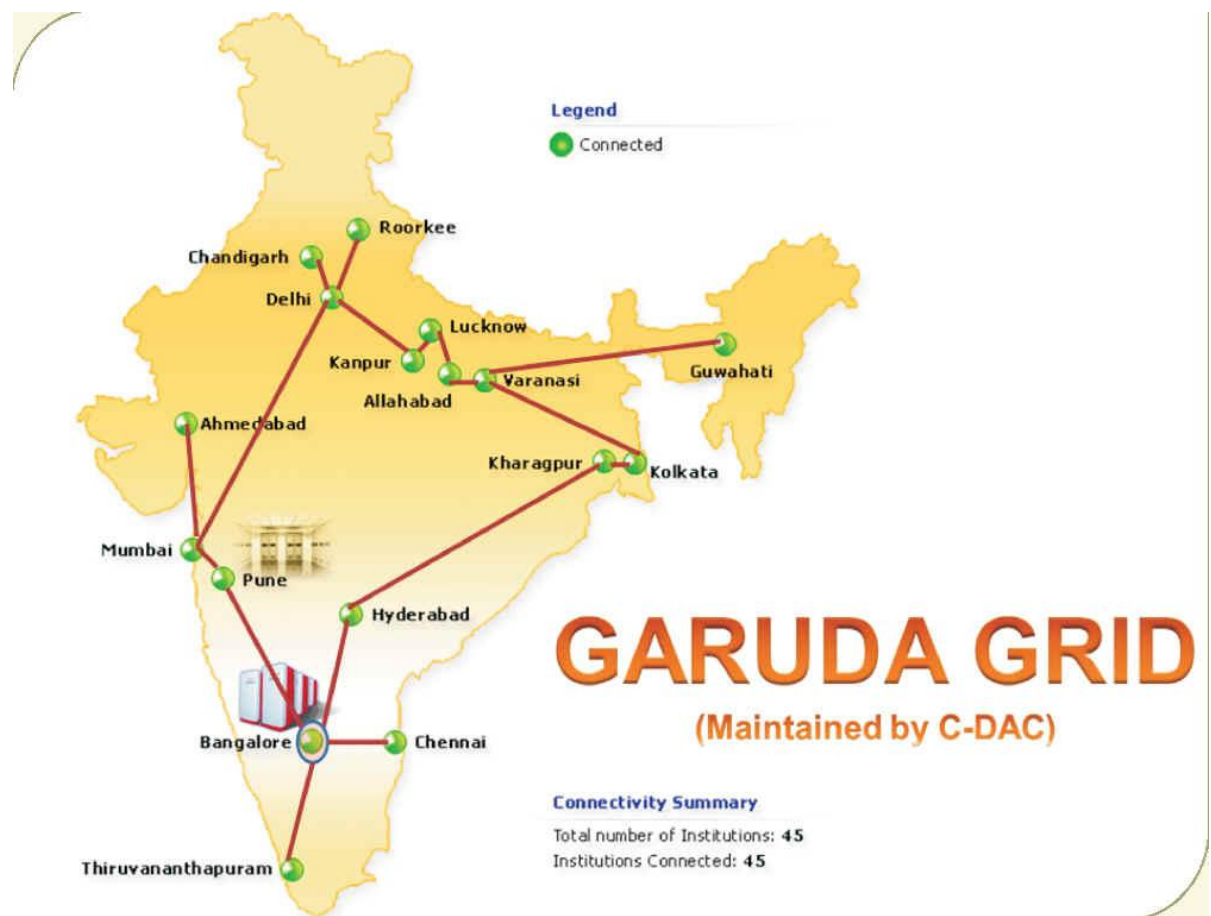 Legend
Connected
Roorkee
Chandigarh
Delhi
Lucknow
Kanpur
Varanasi
Guwahati
Allahabad
Ahmedabad
Kharagpur
Kolkata
Mumbai
Pune
Hyderabad
GARUDA GRID
(Maintained by C-DAC)
Bangalore
Chennai
Connectivity Summary
Total number of Institutions: 45
Institutions Connected: 45
Thiruvananthapuram